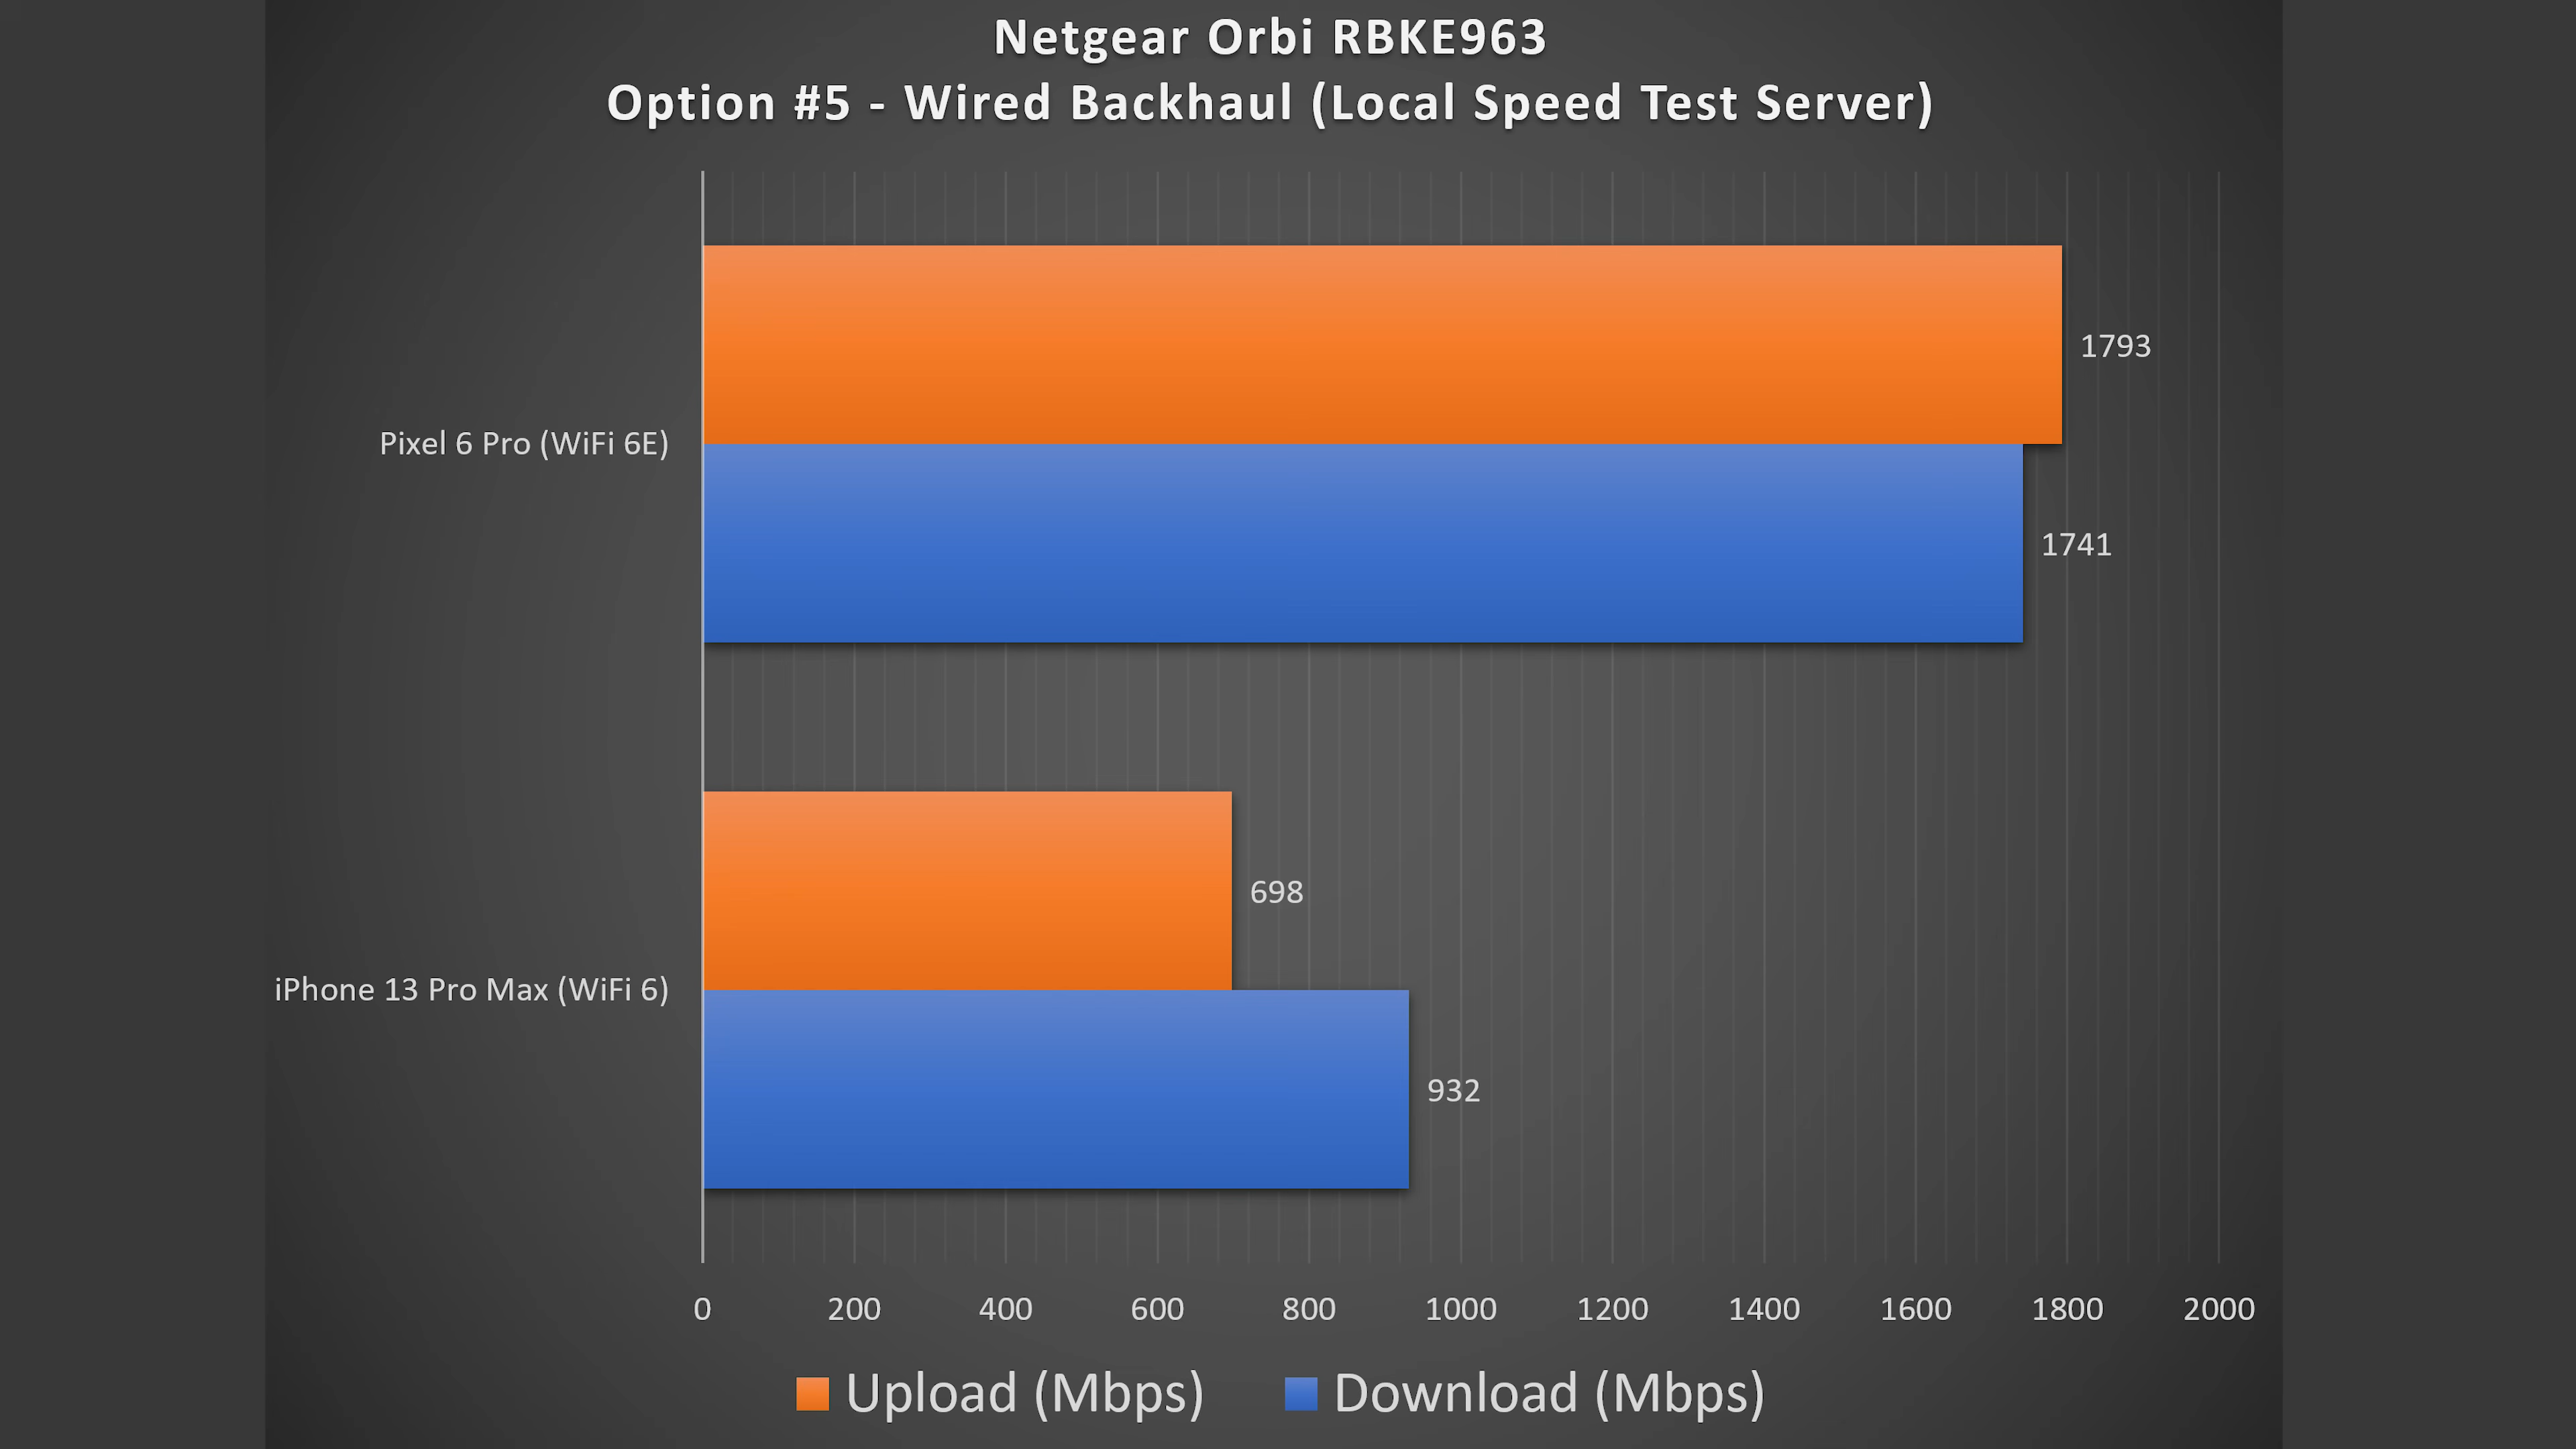 Netgear Orbi RBKE963
Option #5 - Wired Backhaul (Local Speed Test Server)
1793
Pixel 6 Pro (WiFi 6E)
1741
698
iPhone 13 Pro Max (WiFi 6)
932
0 200 400 600 800 1000 1200 1400 1600 1800 2000
Upload (Mbps) Download (Mbps)